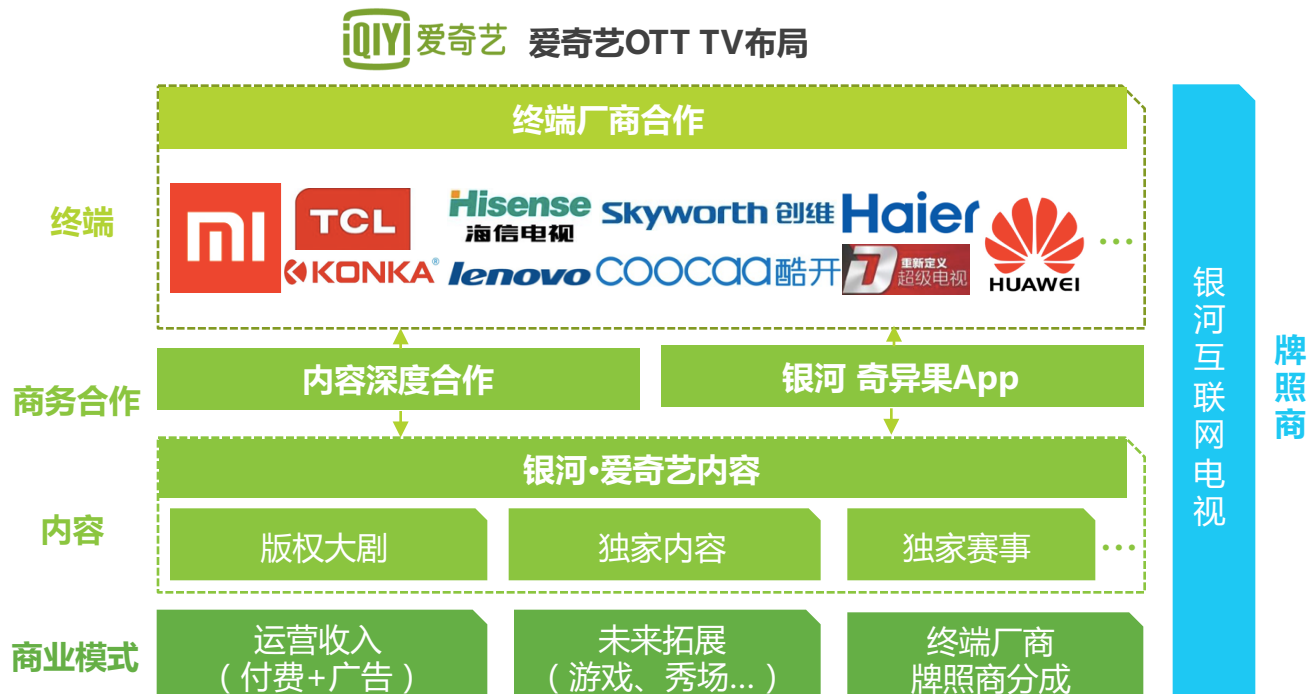 iQIYI 爱奇艺 爱奇艺OTT TV布局
终端厂商合作
终端
mi
TCL
Hisense
海信电视
Skyworth 创维
Haier
HUAWEI
...
KONKA®
lenovo
coocaa 酷开
重新定义
超级电视
商务合作
内容深度合作
银河 奇异果App
银河•爱奇艺内容
内容
版权大剧
独家内容
独家赛事
...
商业模式
运营收入
（付费+广告）
未来拓展
（游戏、秀场...）
终端厂商
牌照商分成
银河互联网电视
牌照商